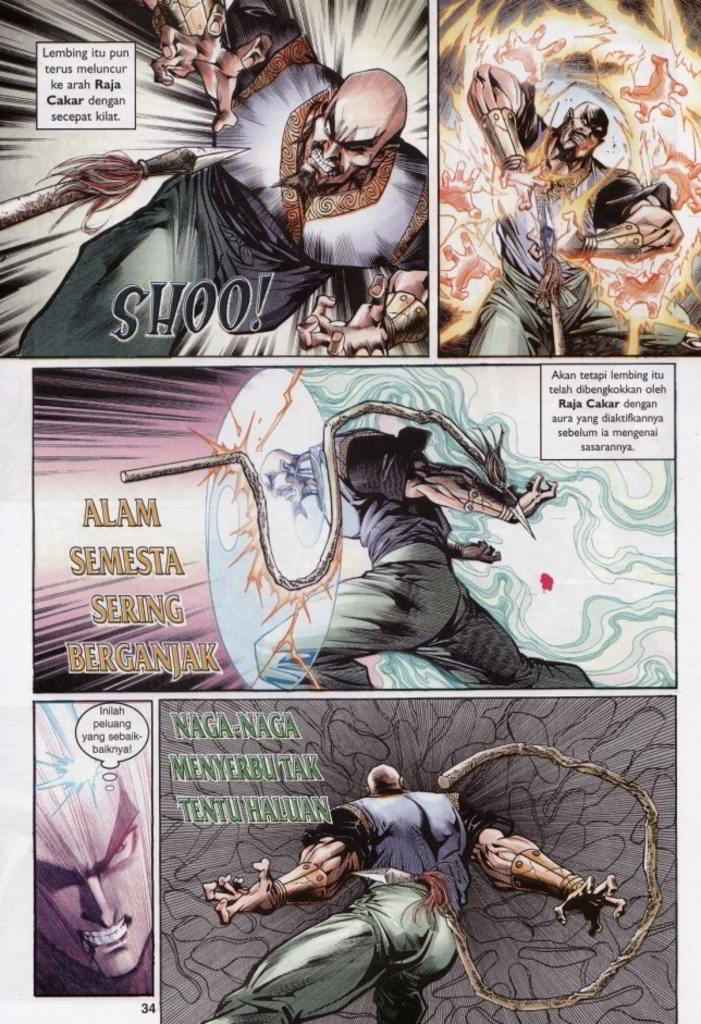 Lembing itu pun
terus meluncur
ke arah Raja
Cakar dengan
secepat kilat.
SHOO!
Akan tetapi lembing itu
telah dibengkokkan oleh
Raja Cakar dengan
aura yang diaktifkannya
sebelum ia mengenai
sasarannya.
ALAM
SEMESTA
SERING
BERGANJAK
Inilah
peluang
yang sebaik-
baiknya!
NAGA-NAGA
MENYERBU TAK
TENTU HALUAN
34